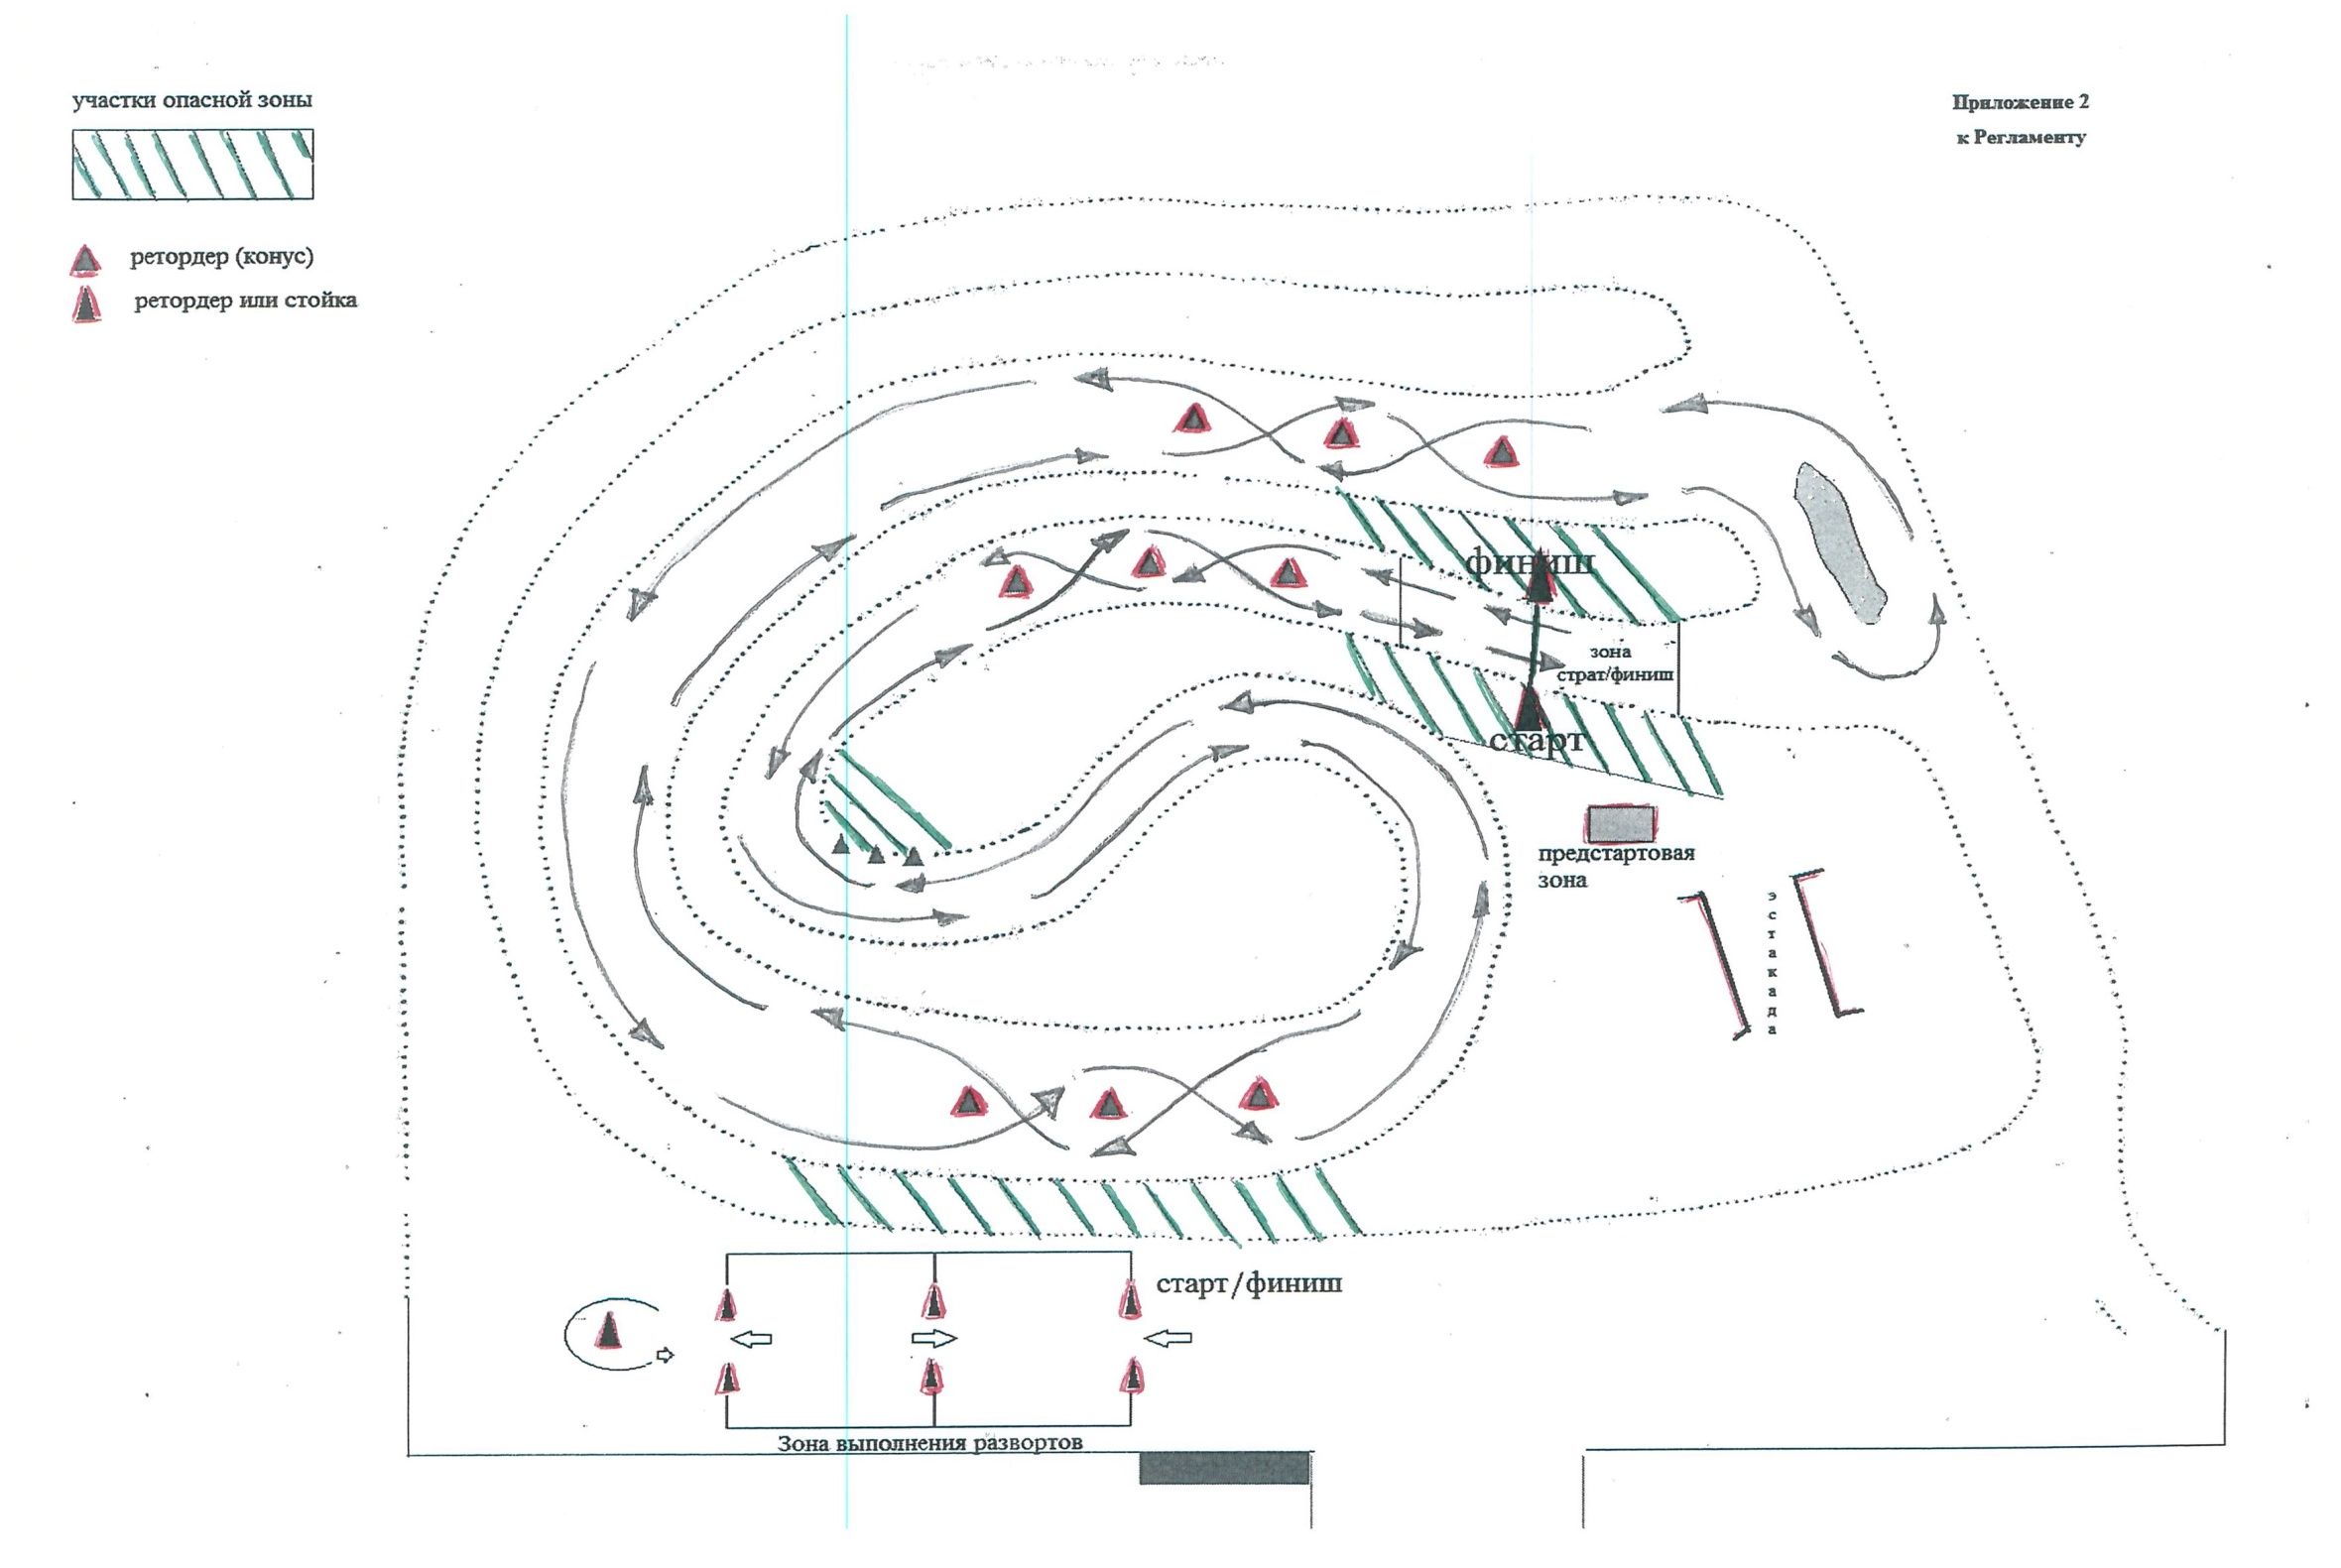 участки опасной зоны
Приложение 2
к Регламенту
ретордер (конус)
ретордер или стойка
финиш
зона
страт/финиш
старт
предстартовая
зона
эстакада
старт/финиш
Зона выполнения развортов